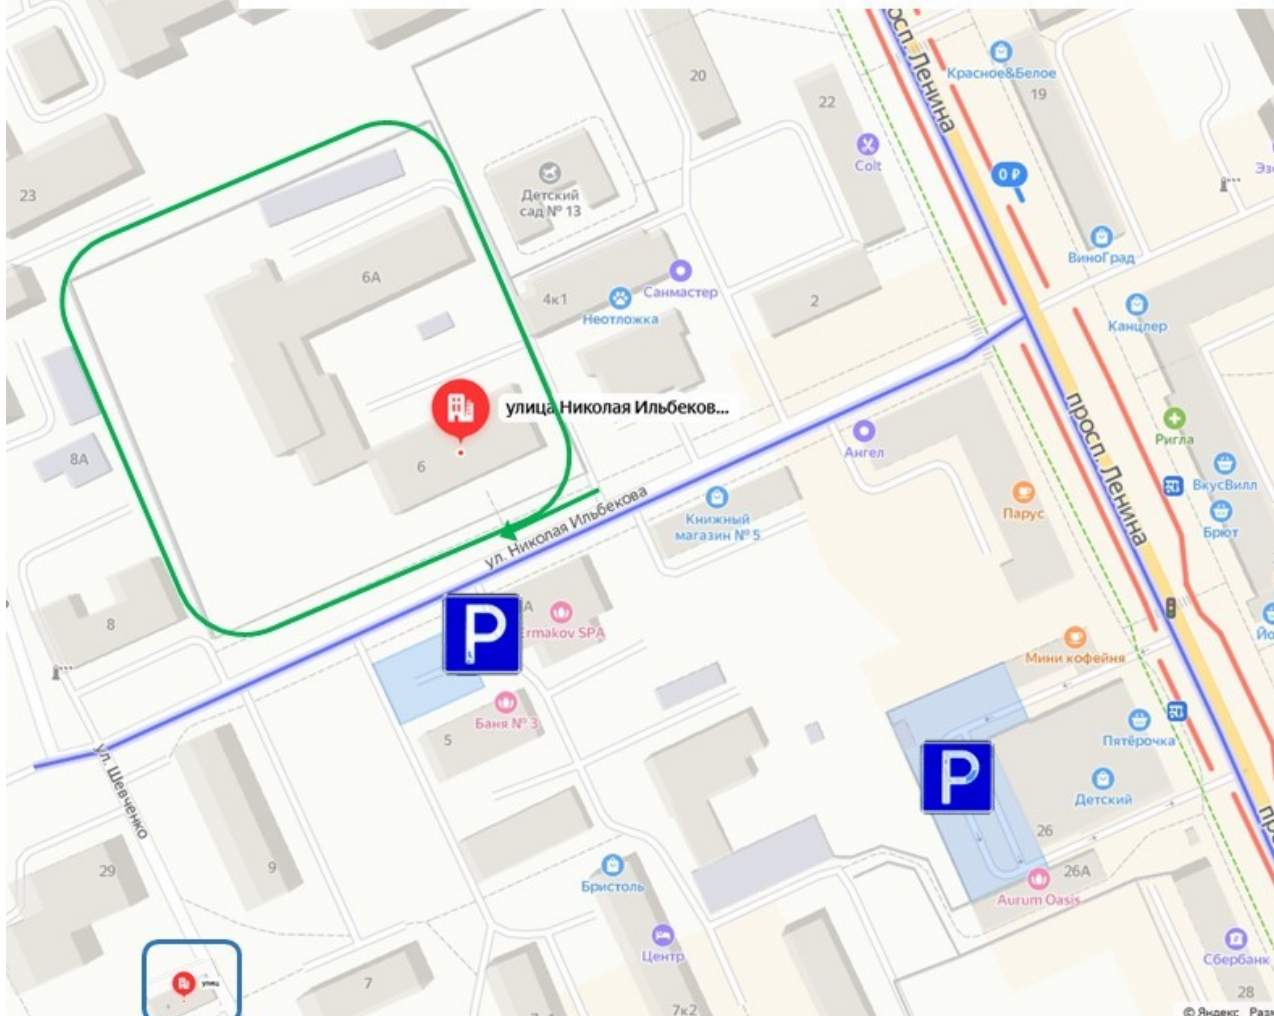 просп. Ленина
Красное&Белое
20
22
19
Colt
0 ₽
Детский
сад № 13
23
ВиноГрад
6А
Санмастер
4к1
Неотложка
2
Канцлер
улица Николая Ильбеков...
просп. Ленина
Ригла
Ангел
8А
6
ВкусВилл
Парус
Книжный
магазин № 5
Брют
ул. Николая Ильбекова
P
8
Ermakov SPA
Мини кофейня
Баня № 3
5
Пятёрочка
P
ул. Шевченко
Детский
26
29
9
26А
Бристоль
Aurum Oasis
Центр
Сбербанк
7
28
7к2
© Яндекс